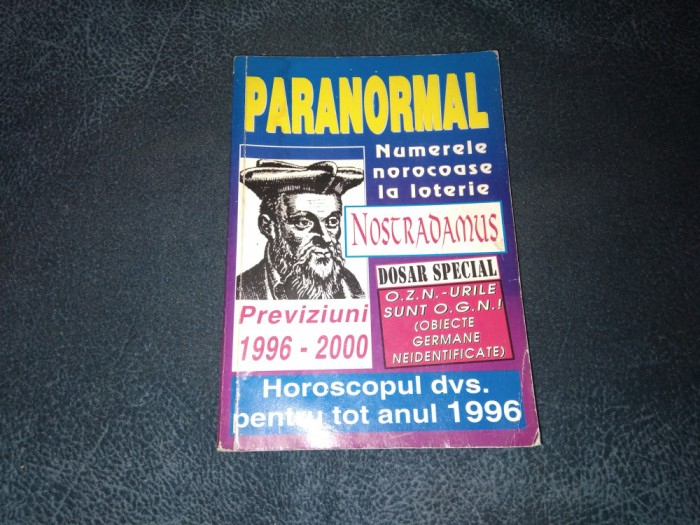 PARANORMAL
Numerele
norocoase
la loterie
NOSTRADAMUS
DOSAR SPECIAL
O.Z.N.-URILE
SUNT O.G.N.!
(OBIECTE
GERMANE
NEIDENTIFICATE)
Previziuni
1996 - 2000
Horoscopul dvs.
pentru tot anul 1996